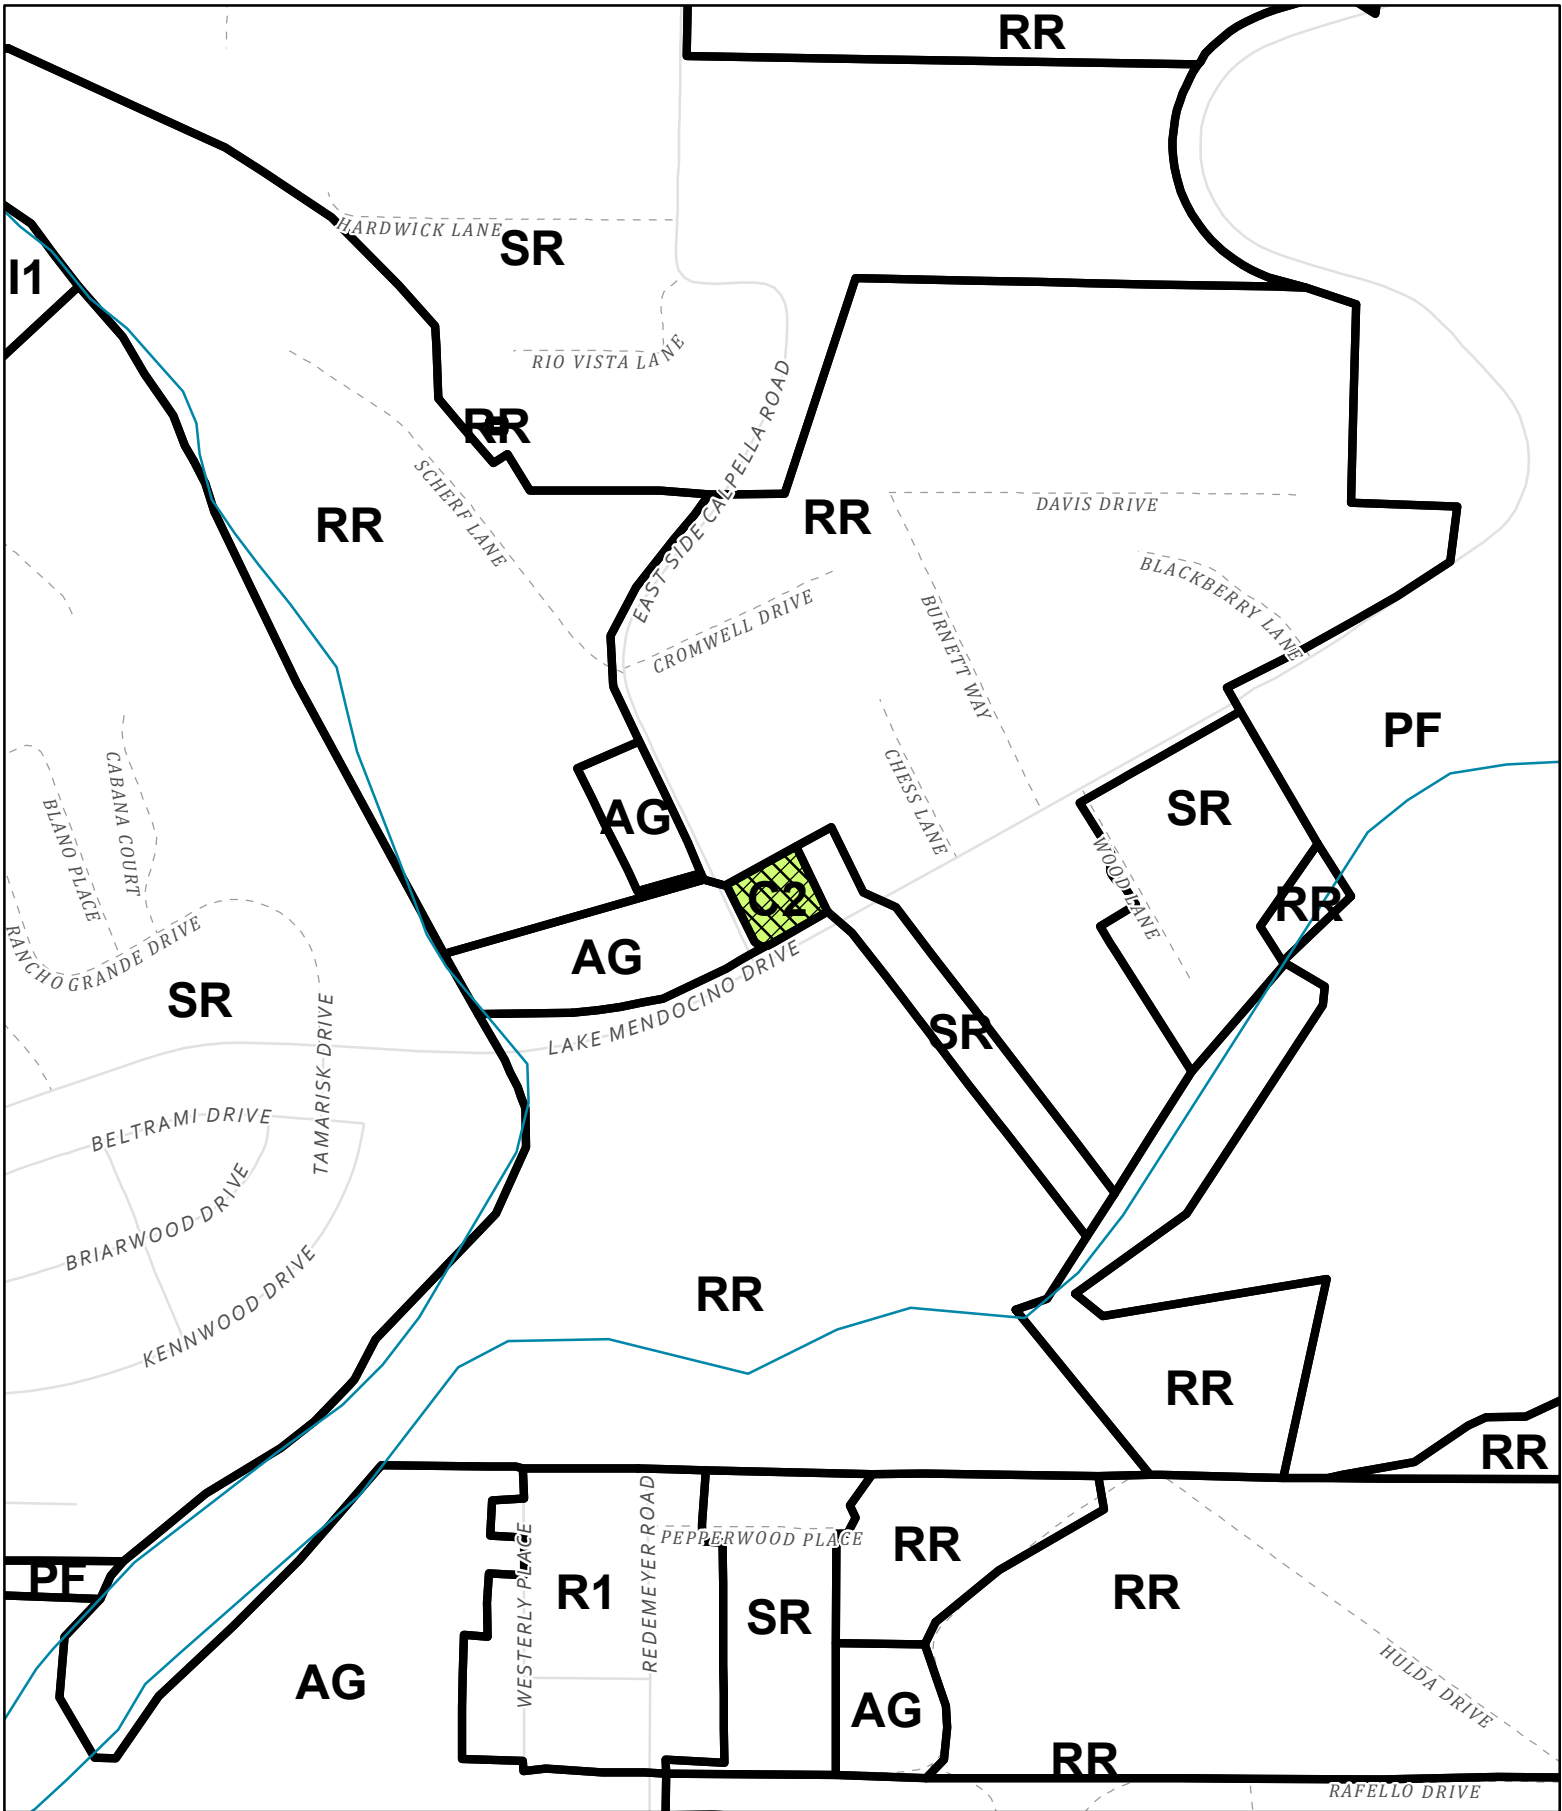 RR
HARDWICK LANE
SR
I1
RIO VISTA LANE
EAST SIDE CALPELLA ROAD
RR
SCHERF LANE
RR
RR
DAVIS DRIVE
BLACKBERRY LANE
CROMWELL DRIVE
BURNETT WAY
PF
CHESS LANE
CABANA COURT
BLANO PLACE
AG
SR
WOOD LANE
C2
RR
RANCHO GRANDE DRIVE
AG
SR
LAKE MENDOCINO DRIVE
SR
TAMARISK DRIVE
BELTRAMI DRIVE
BRIARWOOD DRIVE
KENNWOOD DRIVE
RR
RR
RR
WESTERLY PLACE
REDEMEYER ROAD
PEPPERWOOD PLACE
RR
PF
R1
RR
SR
AG
AG
HULDA DRIVE
RR
RAFELLO DRIVE